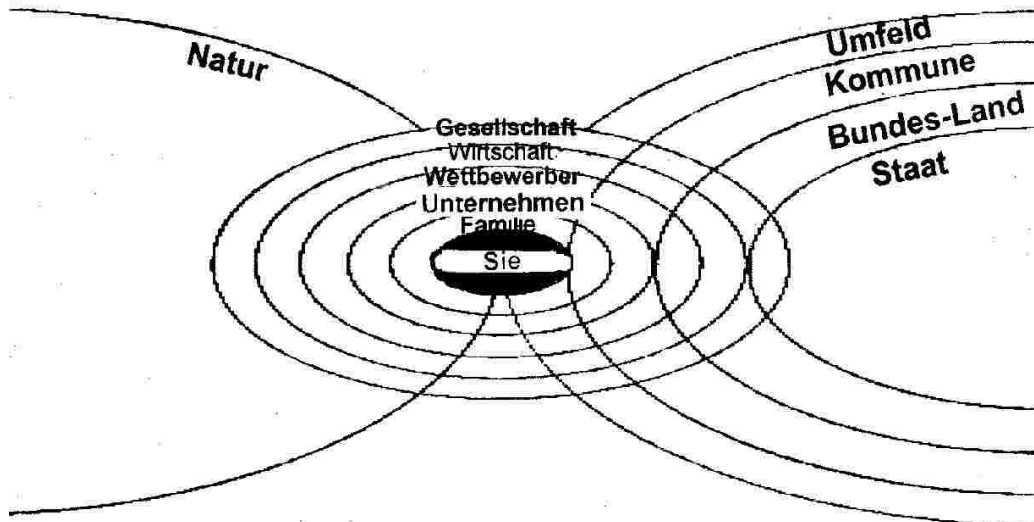 Natur
Umfeld
Kommune
Bundes-Land
Staat
Gesellschaft
Wirtschaft
Wettbewerber
Unternehmen
Familie
Sie